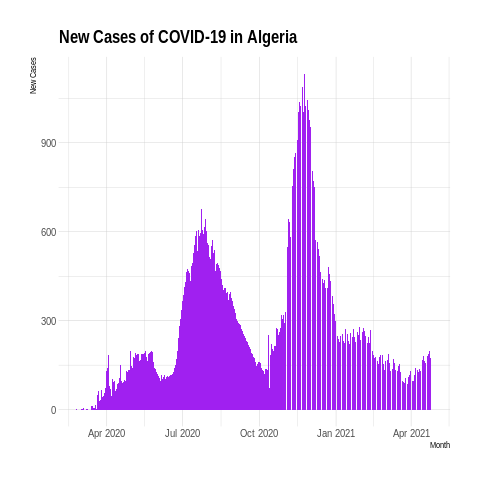 New Cases of COVID-19 in Algeria
New Cases
900
600
300
0
Apr 2020
Jul 2020
Oct 2020
Jan 2021
Apr 2021
Month